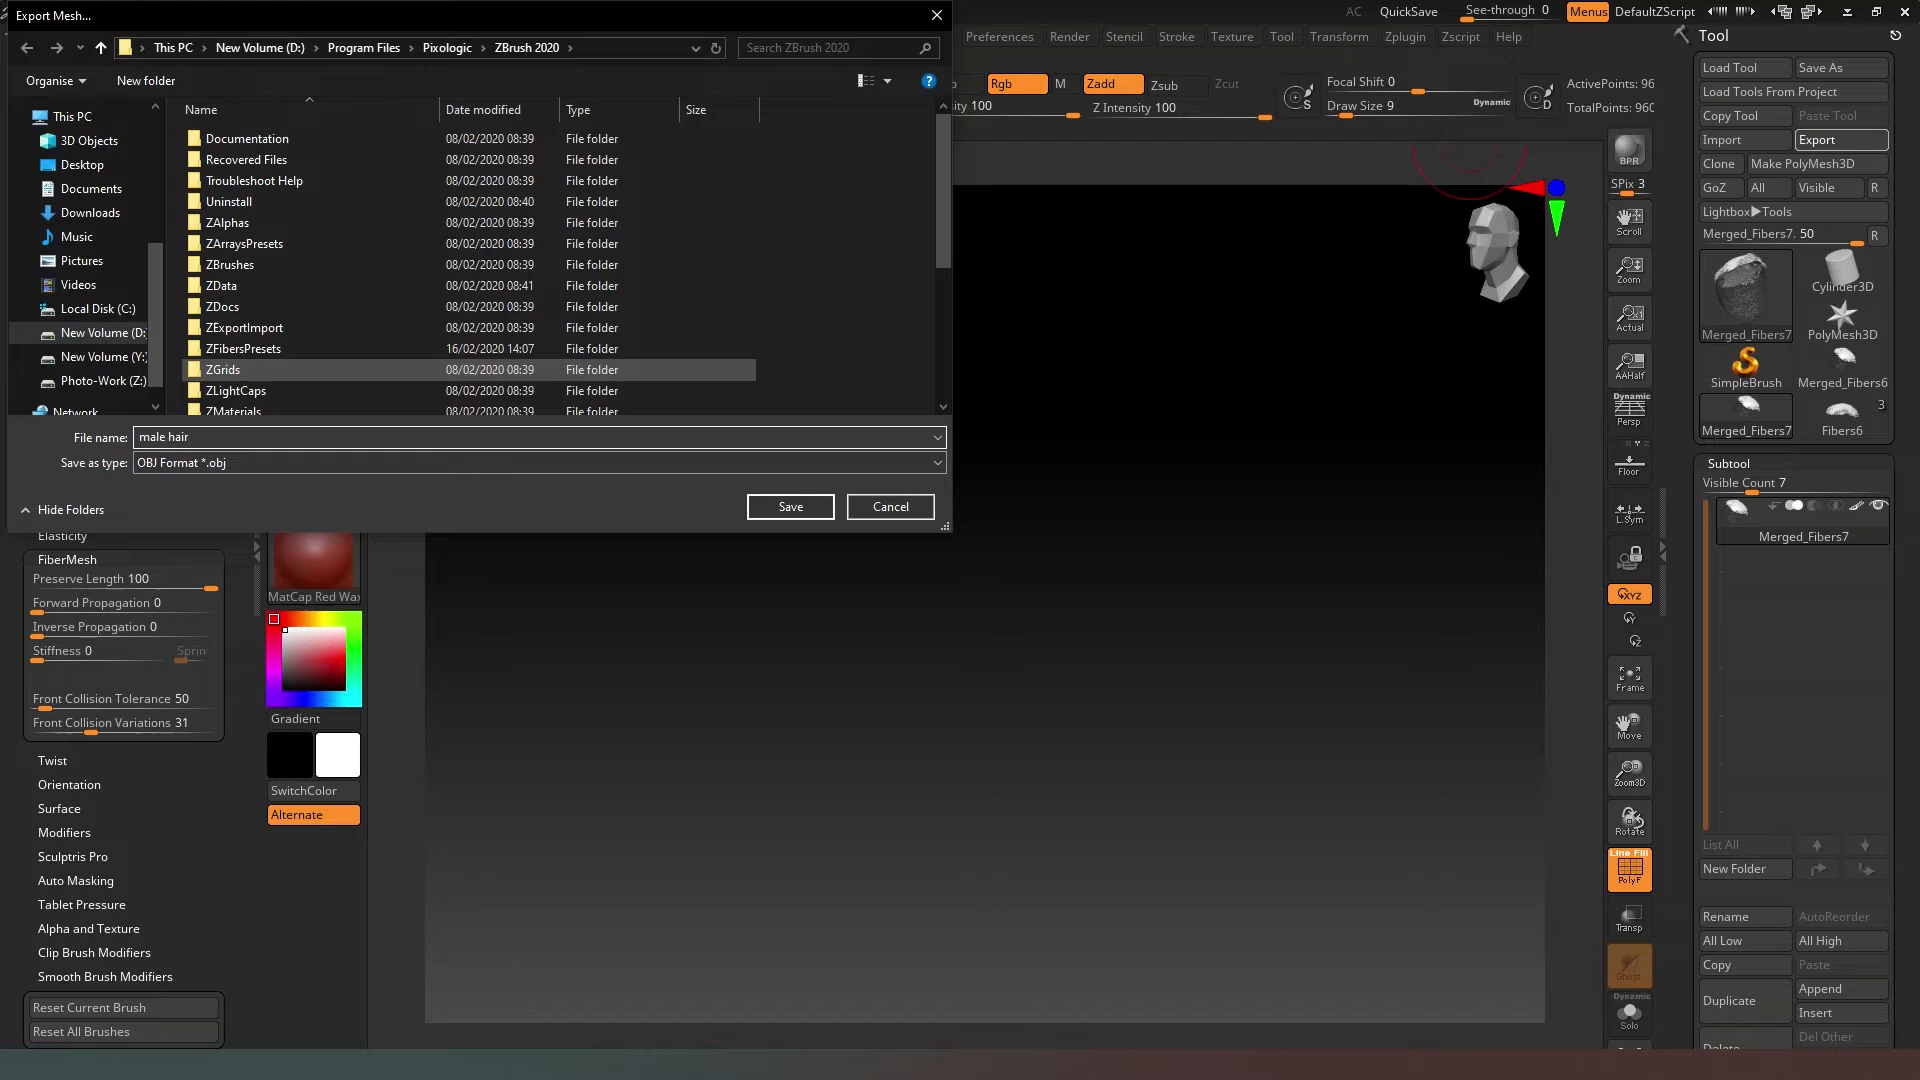 Export Mesh...
This PC > New Volume (D:) > Program Files > Pixologic > ZBrush 2020 >
Search ZBrush 2020
Organise
New folder
This PC
3D Objects
Desktop
Documents
Downloads
Music
Pictures
Videos
Local Disk (C:)
New Volume (D:
New Volume (Y:)
Photo-Work (Z:)
Network
Name Date modified Type Size
Documentation 08/02/2020 08:39 File folder
Recovered Files 08/02/2020 08:39 File folder
Troubleshoot Help 08/02/2020 08:39 File folder
Uninstall 08/02/2020 08:40 File folder
ZAlphas 08/02/2020 08:39 File folder
ZArraysPresets 08/02/2020 08:39 File folder
ZBrushes 08/02/2020 08:39 File folder
ZData 08/02/2020 08:41 File folder
ZDocs 08/02/2020 08:39 File folder
ZExportImport 08/02/2020 08:39 File folder
ZFibersPresets 16/02/2020 14:07 File folder
ZGrids 08/02/2020 08:39 File folder
ZLightCaps 08/02/2020 08:39 File folder
ZMaterials 08/02/2020 08:39 File folder
File name: male hair
Save as type: OBJ Format *.obj
Hide Folders
Save
Cancel
AC QuickSave See-through 0 Menus DefaultZScript
Preferences Render Stencil Stroke Texture Tool Transform Zplugin Zscript Help
Rgb M Zadd Zsub Zcut
sity 100
Z Intensity 100
S
Focal Shift 0
Draw Size 9 Dynamic
D
ActivePoints: 96
TotalPoints: 960
Elasticity
FiberMesh
Preserve Length 100
Forward Propagation 0
Inverse Propagation 0
Stiffness 0 Sprin
Front Collision Tolerance 50
Front Collision Variations 31
Twist
Orientation
Surface
Modifiers
Sculptris Pro
Auto Masking
Tablet Pressure
Alpha and Texture
Clip Brush Modifiers
Smooth Brush Modifiers
Reset Current Brush
Reset All Brushes
MatCap Red Wax
Gradient
SwitchColor
Alternate
BPR
SPix 3
Scroll
Zoom
Actual
AAHalf
Dynamic
Persp
Floor
L.Sym
XYZ
Y
Z
Frame
Move
Zoom3D
Rotate
Line Fill
PolyF
Transp
Ghost
Dynamic
Solo
Tool
Load Tool Save As
Load Tools From Project
Copy Tool Paste Tool
Import Export
Clone Make PolyMesh3D
GoZ All Visible R
Lightbox▶Tools
Merged_Fibers7. 50 R
Merged_Fibers7
Cylinder3D
PolyMesh3D
SimpleBrush
Merged_Fibers6
Merged_Fibers7
3
Fibers6
Subtool
Visible Count 7
Merged_Fibers7
List All
New Folder
Rename AutoReorder
All Low All High
Copy Paste
Duplicate Append
Insert
Delete Del Other